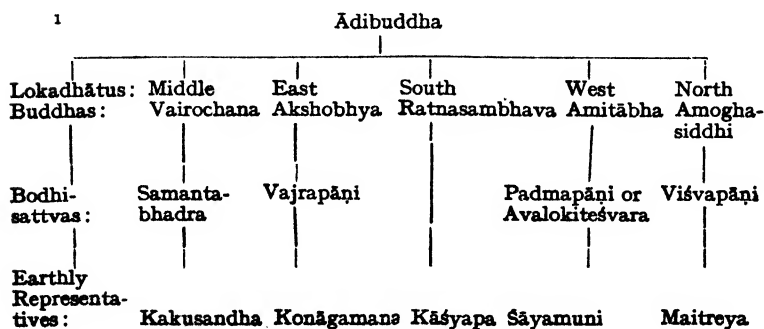 1 Ādibuddha
Lokadhātus: Middle East South West North
Buddhas: Vairochana Akshobhya Ratnasambhava Amitābha Amogha-
siddhi
Bodhi- Samanta- Vajrapāṇi Padmapāṇi or Viśvapāṇi
sattvas: bhadra Avalokiteśvara
Earthly
Representa-
tives: Kakusandha Konāgamana Kāśyapa Śāyamuni Maitreya